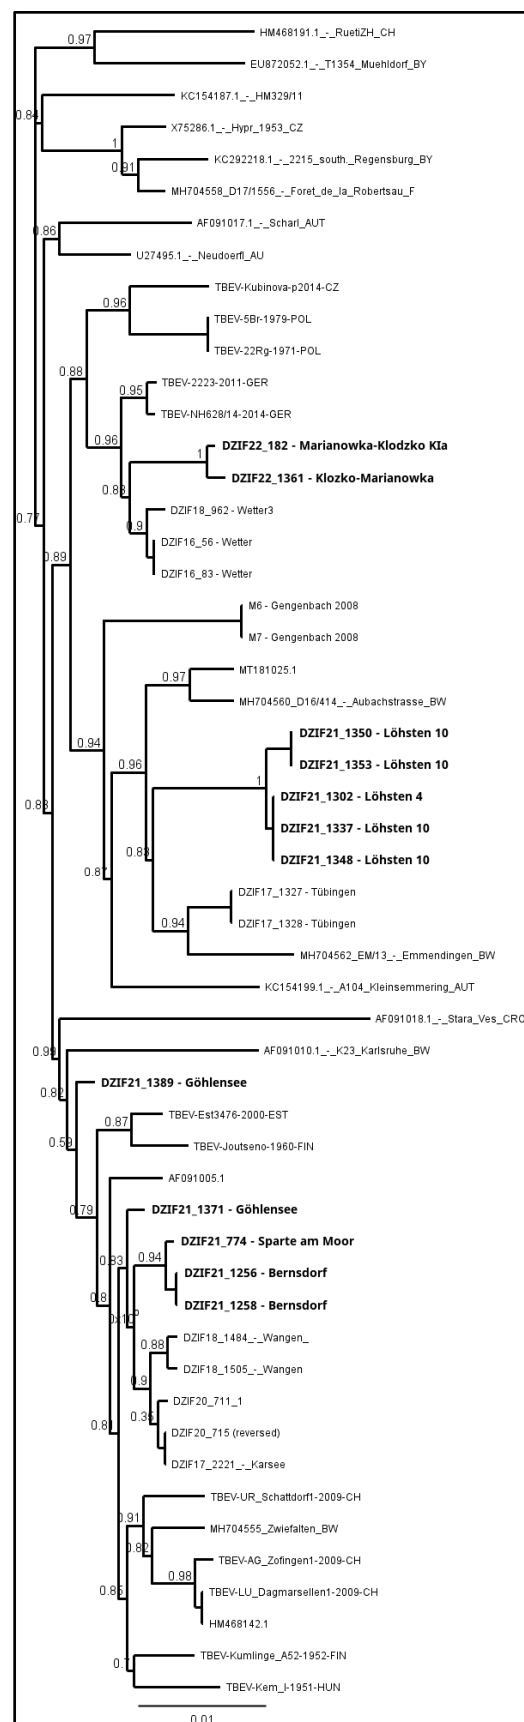 0.97
HM468191.1_-_RuetiZH_CH
EU872052.1_-_T1354_Muehldorf_BY
0.84
KC154187.1_-_HM329/11
X75286.1_-_Hypr_1953_CZ
1
KC292218.1_-_2215_south._Regensburg_BY
0.91
MH704558_D17/1556_-_Foret_de_la_Robertsau_F
AF091017.1_-_Scharl_AUT
0.86
U27495.1_-_Neudoerfl_AU
TBEV-Kubinova-p2014-CZ
0.96
TBEV-5Br-1979-POL
TBEV-22Rg-1971-POL
0.88
TBEV-2223-2011-GER
0.95
TBEV-NH628/14-2014-GER
0.96
DZIF22_182 - Marianowka-Klodzko KIa
1
DZIF22_1361 - Klozko-Marianowka
0.83
DZIF18_962 - Wetter3
0.9
0.77
DZIF16_56 - Wetter
0.89
DZIF16_83 - Wetter
M6 - Gengenbach 2008
M7 - Gengenbach 2008
MT181025.1
0.97
MH704560_D16/414_-_Aubachstrasse_BW
DZIF21_1350 - Löhsten 10
0.94
DZIF21_1353 - Löhsten 10
0.96
1
DZIF21_1302 - Löhsten 4
0.83
DZIF21_1337 - Löhsten 10
DZIF21_1348 - Löhsten 10
0.83
0.87
DZIF17_1327 - Tübingen
DZIF17_1328 - Tübingen
0.94
MH704562_EM/13_-_Emmendingen_BW
KC154199.1_-_A104_Kleinsemmering_AUT
AF091018.1_-_Stara_Ves_CRO
AF091010.1_-_K23_Karlsruhe_BW
0.99
DZIF21_1389 - Göhlensee
0.82
TBEV-Est3476-2000-EST
0.87
TBEV-Joutseno-1960-FIN
0.59
AF091005.1
DZIF21_1371 - Göhlensee
0.79
DZIF21_774 - Sparte am Moor
0.94
0.83
DZIF21_1256 - Bernsdorf
DZIF21_1258 - Bernsdorf
0.8
DZIF18_1484_-_Wangen_
0.88
DZIF18_1505_-_Wangen
0.9
DZIF20_711_1
0.35
0.81
DZIF20_715 (reversed)
DZIF17_2221_-_Karsee
TBEV-UR_Schattdorf1-2009-CH
0.91
MH704555_Zwiefalten_BW
0.82
TBEV-AG_Zofingen1-2009-CH
0.98
TBEV-LU_Dagmarsellen1-2009-CH
0.85
HM468142.1
TBEV-Kumlinge_A52-1952-FIN
0.7
TBEV-Kem_I-1951-HUN
0.01